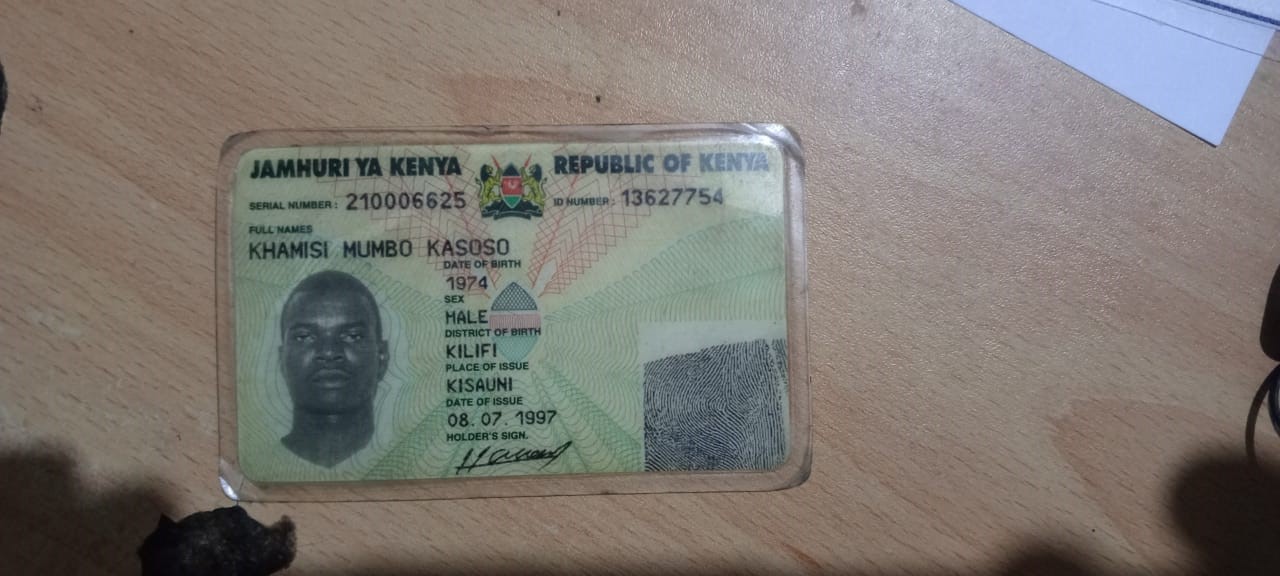 JAMHURI YA KENYA REPUBLIC OF KENYA
SERIAL NUMBER: 210006625 ID NUMBER: 13627754
FULL NAMES
KHAMISI MUMBO KASOSO
DATE OF BIRTH
1974
SEX
MALE
DISTRICT OF BIRTH
KILIFI
PLACE OF ISSUE
KISAUNI
DATE OF ISSUE
08. 07. 1997
HOLDER'S SIGN.